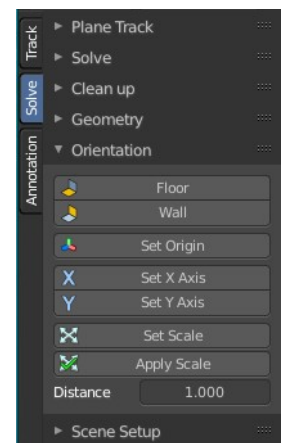 Track
Solve
Annotation
Plane Track
Solve
Clean up
Geometry
Orientation
Floor
Wall
Set Origin
X Set X Axis
Y Set Y Axis
Set Scale
Apply Scale
Distance 1.000
Scene Setup